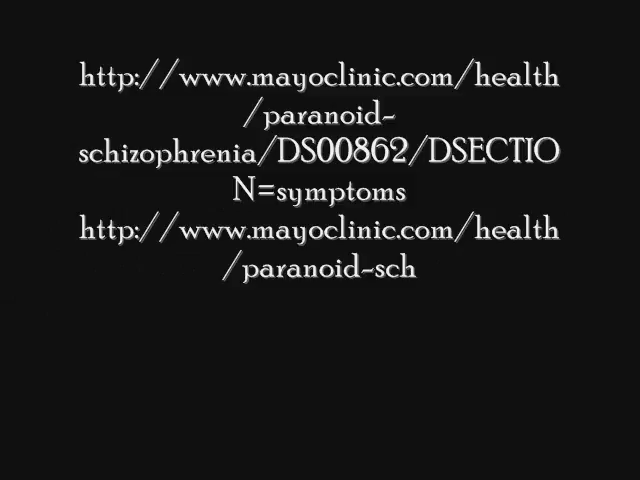 http://www.mayoclinic.com/health
/paranoid-
schizophrenia/DS00862/DSECTIO
N=symptoms
http://www.mayoclinic.com/health
/paranoid-sch